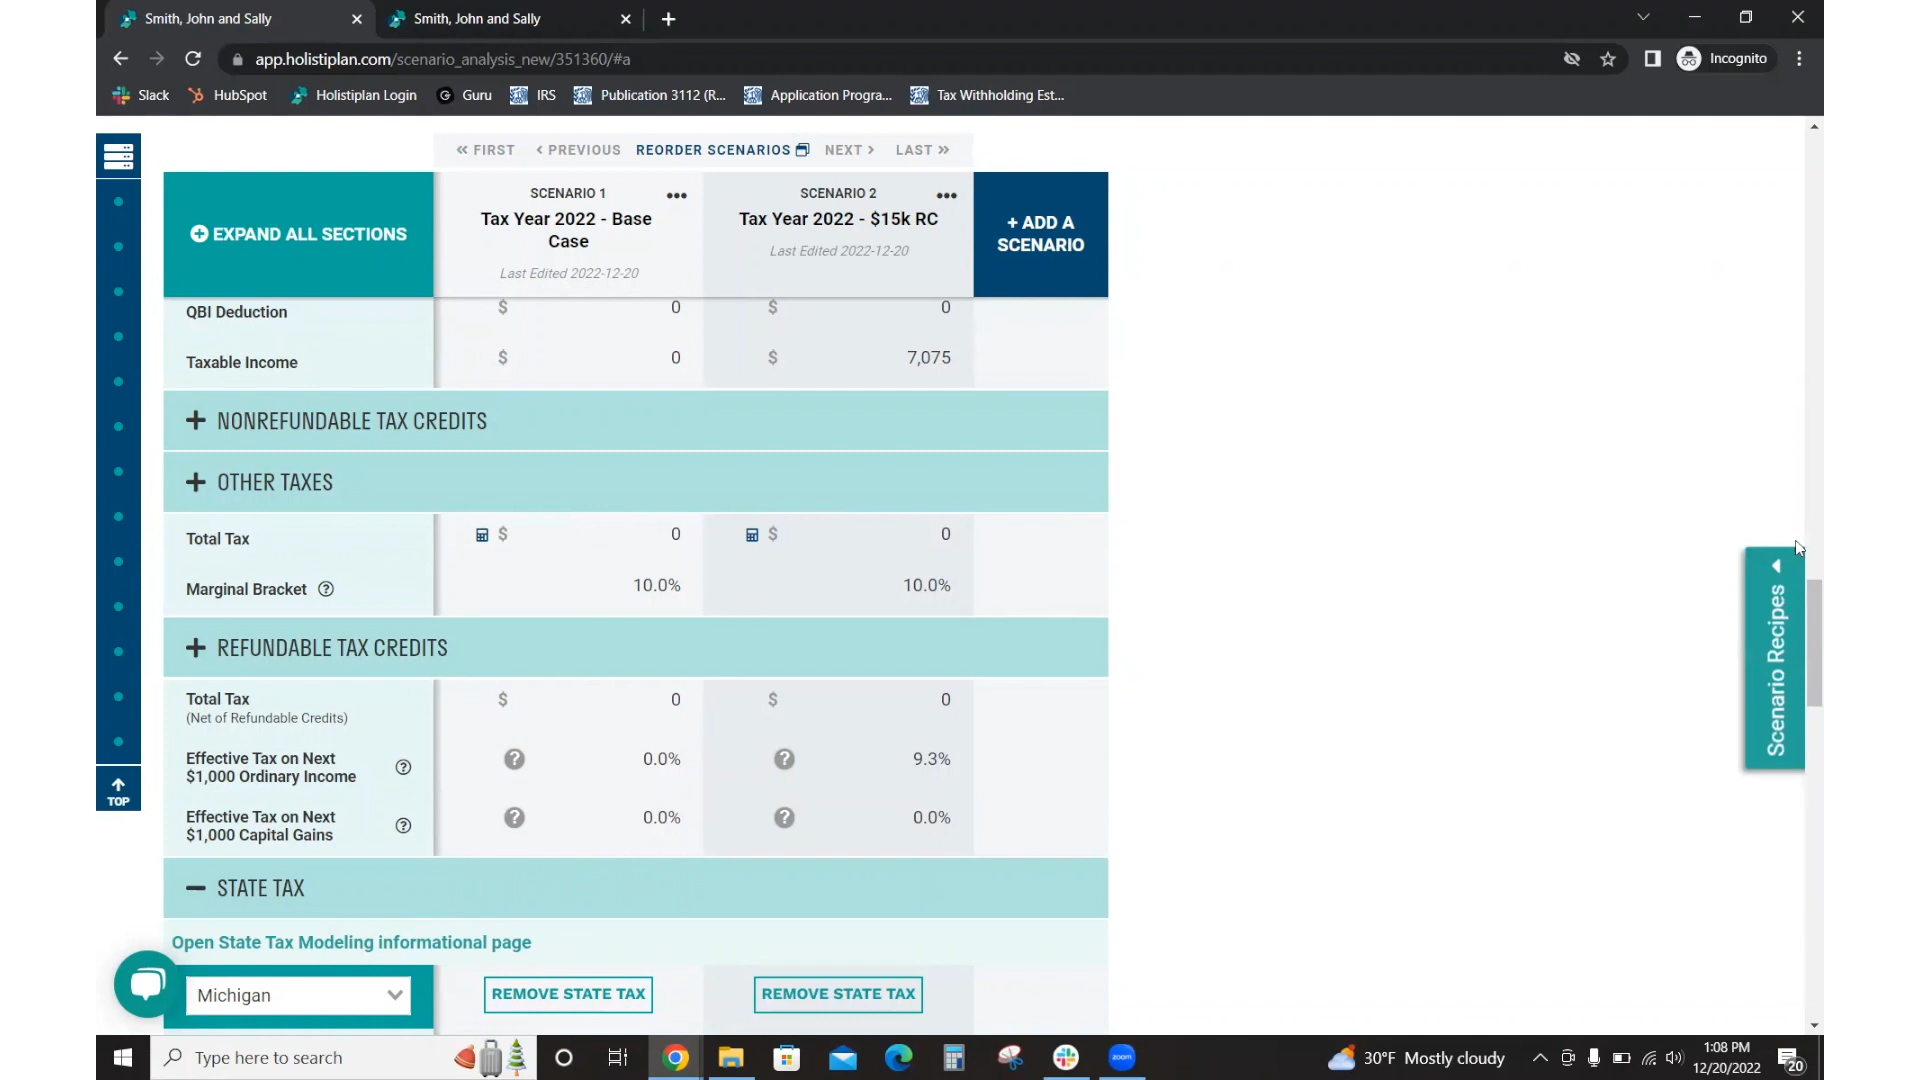 Smith, John and Sally
Smith, John and Sally
app.holistiplan.com/scenario_analysis_new/351360/#a
Incognito
Slack
HubSpot
Holistiplan Login
Guru
IRS
Publication 3112 (R...
Application Progra...
Tax Withholding Est...
« FIRST
< PREVIOUS
REORDER SCENARIOS
NEXT >
LAST »
EXPAND ALL SECTIONS
SCENARIO 1
Tax Year 2022 - Base
Case
Last Edited 2022-12-20
SCENARIO 2
Tax Year 2022 - $15k RC
Last Edited 2022-12-20
+ ADD A
SCENARIO
QBI Deduction $ 0 $ 0
Taxable Income $ 0 $ 7,075
+ NONREFUNDABLE TAX CREDITS
+ OTHER TAXES
Total Tax $ 0 $ 0
Marginal Bracket ? 10.0% 10.0%
+ REFUNDABLE TAX CREDITS
Total Tax $ 0 $ 0
(Net of Refundable Credits)
Effective Tax on Next
$1,000 Ordinary Income ? ? 0.0% ? 9.3%
Effective Tax on Next
$1,000 Capital Gains ? ? 0.0% ? 0.0%
— STATE TAX
Open State Tax Modeling informational page
Michigan
REMOVE STATE TAX
REMOVE STATE TAX
TOP
Scenario Recipes
Type here to search
zoom
30°F Mostly cloudy
1:08 PM
12/20/2022
20